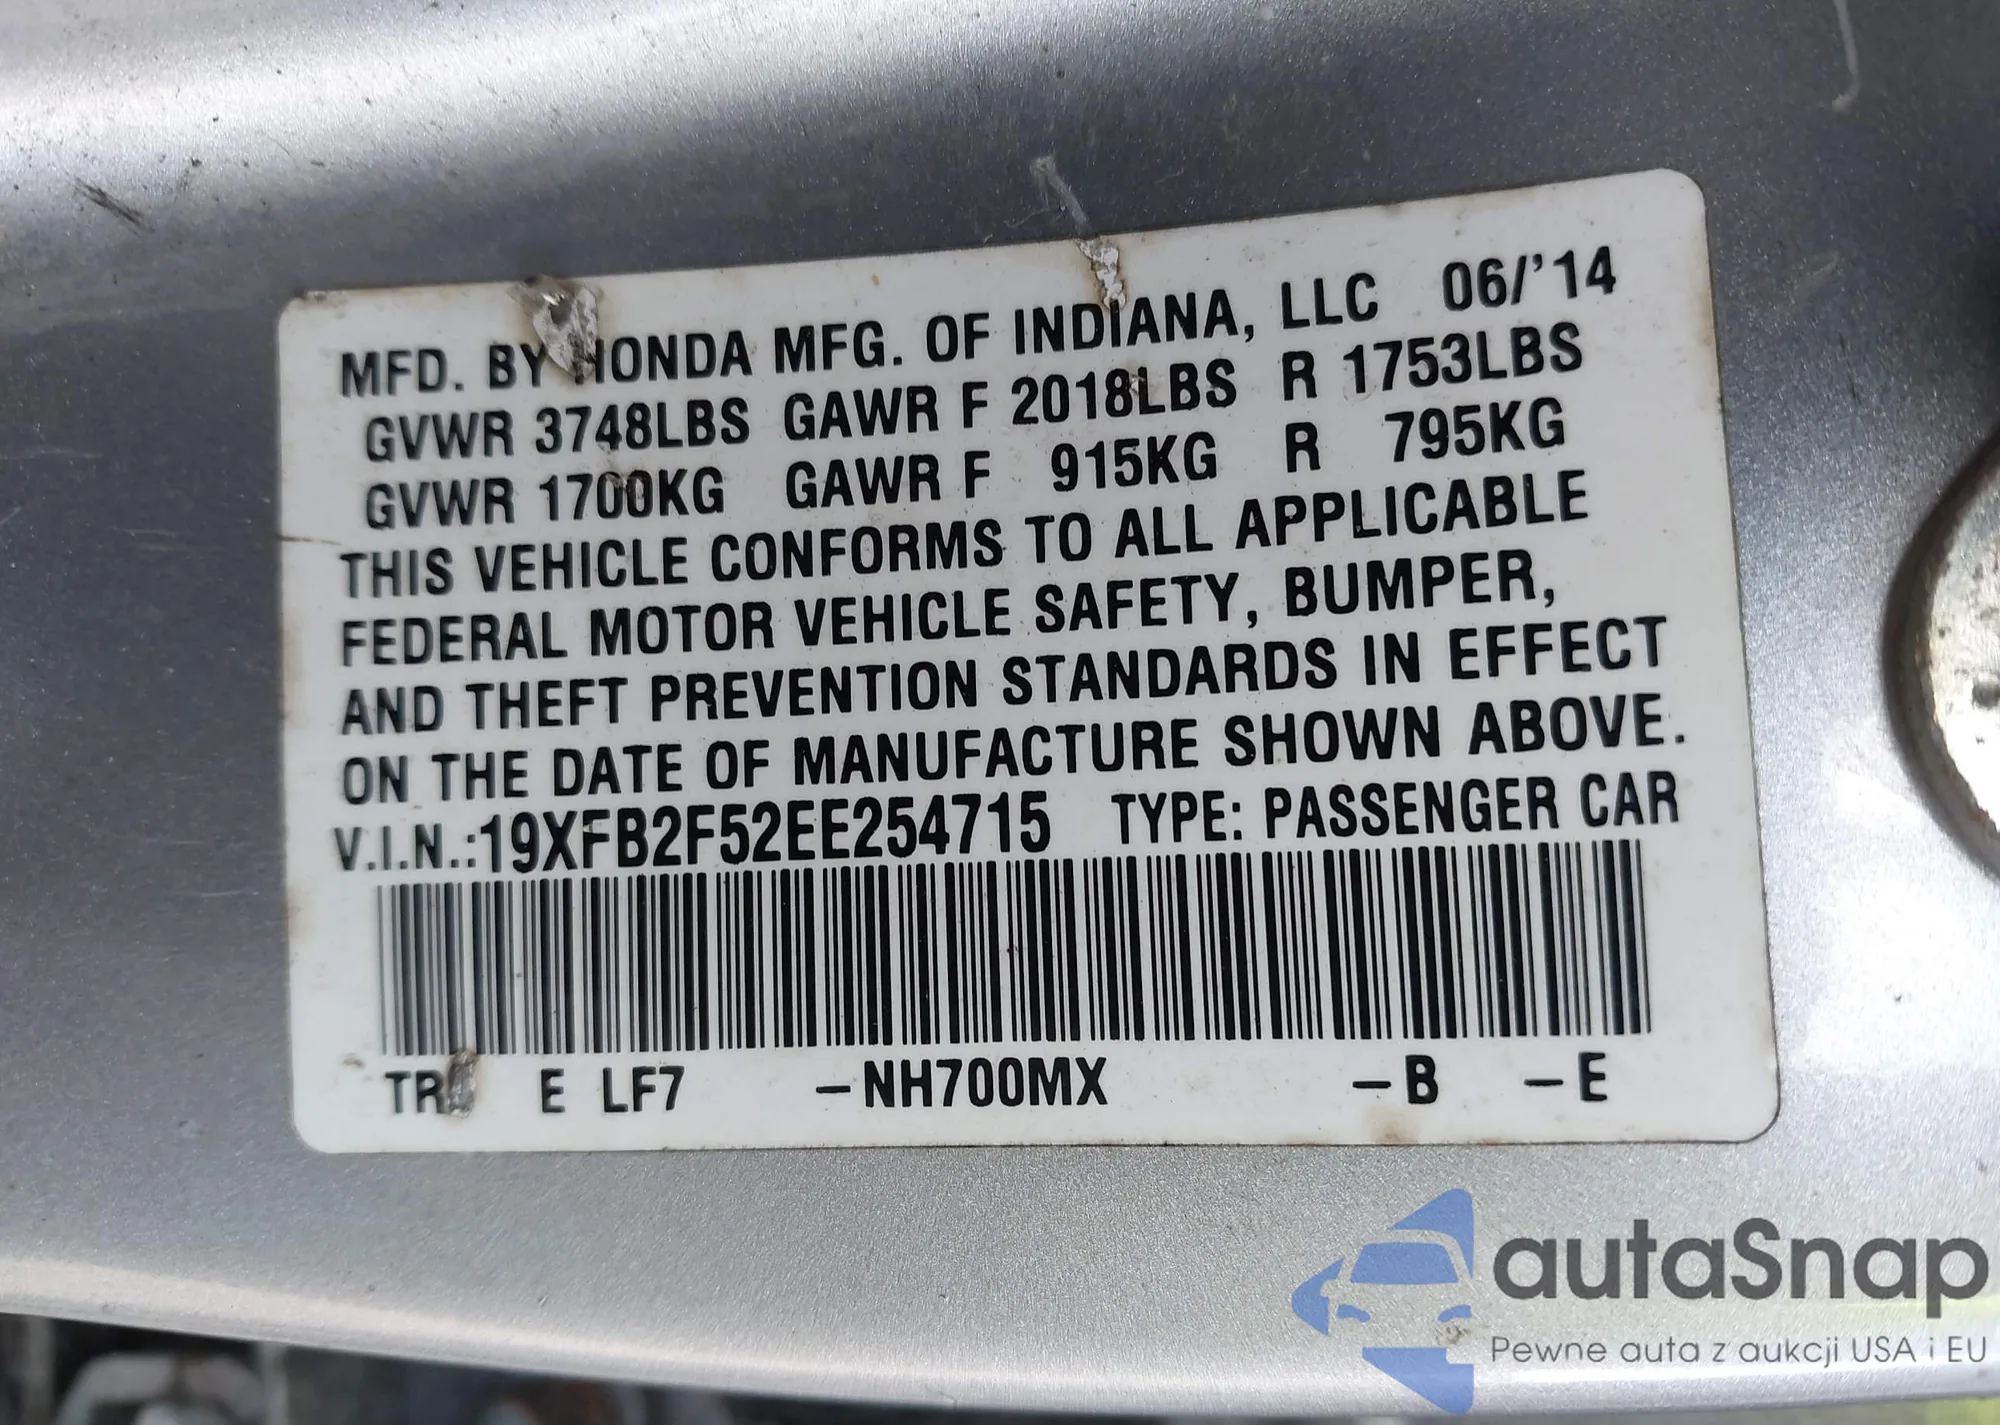 MFD. BY HONDA MFG. OF INDIANA, LLC 06/'14
GVWR 3748LBS GAWR F 2018LBS R 1753LBS
GVWR 1700KG GAWR F 915KG R 795KG
THIS VEHICLE CONFORMS TO ALL APPLICABLE
FEDERAL MOTOR VEHICLE SAFETY, BUMPER,
AND THEFT PREVENTION STANDARDS IN EFFECT
ON THE DATE OF MANUFACTURE SHOWN ABOVE.
V.I.N.:19XFB2F52EE254715 TYPE: PASSENGER CAR
E LF7 -NH700MX -B -E
autaSnap
Pewne auta z aukcji USA i EU